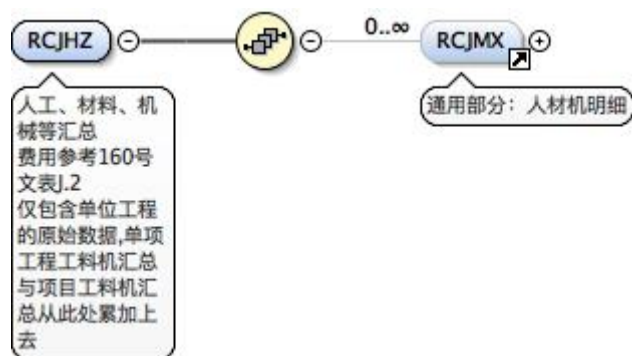 RCJHZ
0..∞
RCJMX
人工、材料、机
械等汇总
费用参考160号
文表J.2
仅包含单位工程
的原始数据,单项
工程工料机汇总
与项目工料机汇
总从此处累加上
去
通用部分：人材机明细